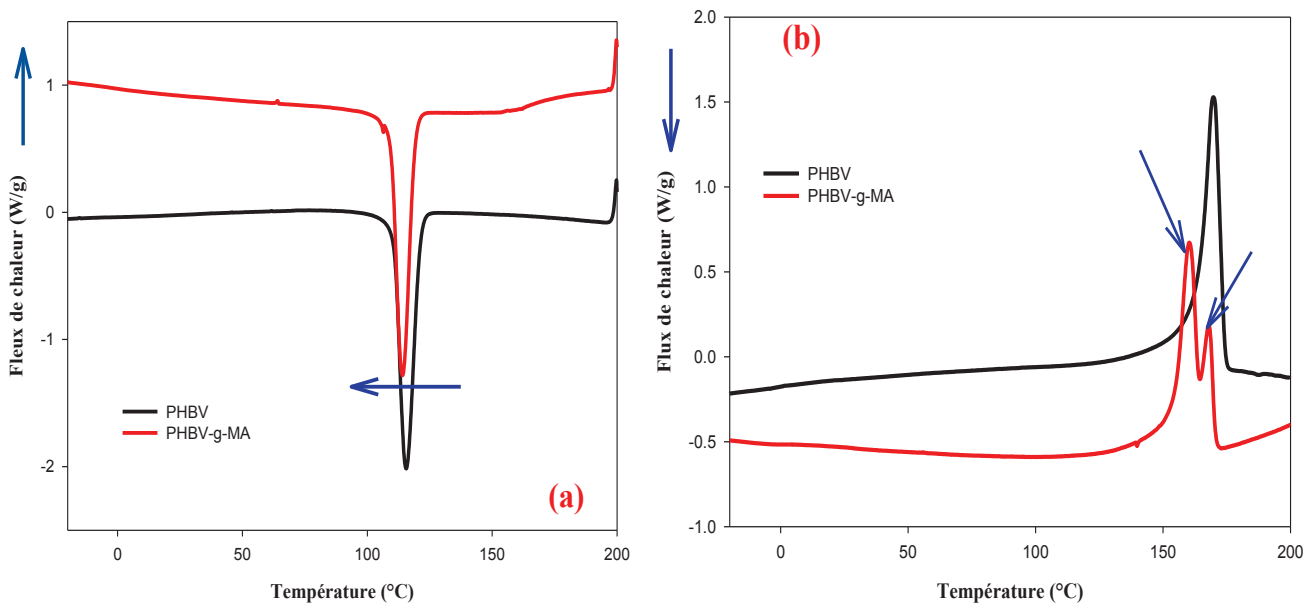 Fleux de chaleur (W/g)
1
0
-1
-2
PHBV
PHBV-g-MA
(a)
0
50
100
150
200
Température (°C)
Flux de chaleur (W/g)
2.0
1.5
1.0
0.5
0.0
-0.5
-1.0
(b)
PHBV
PHBV-g-MA
0
50
100
150
200
Température (°C)